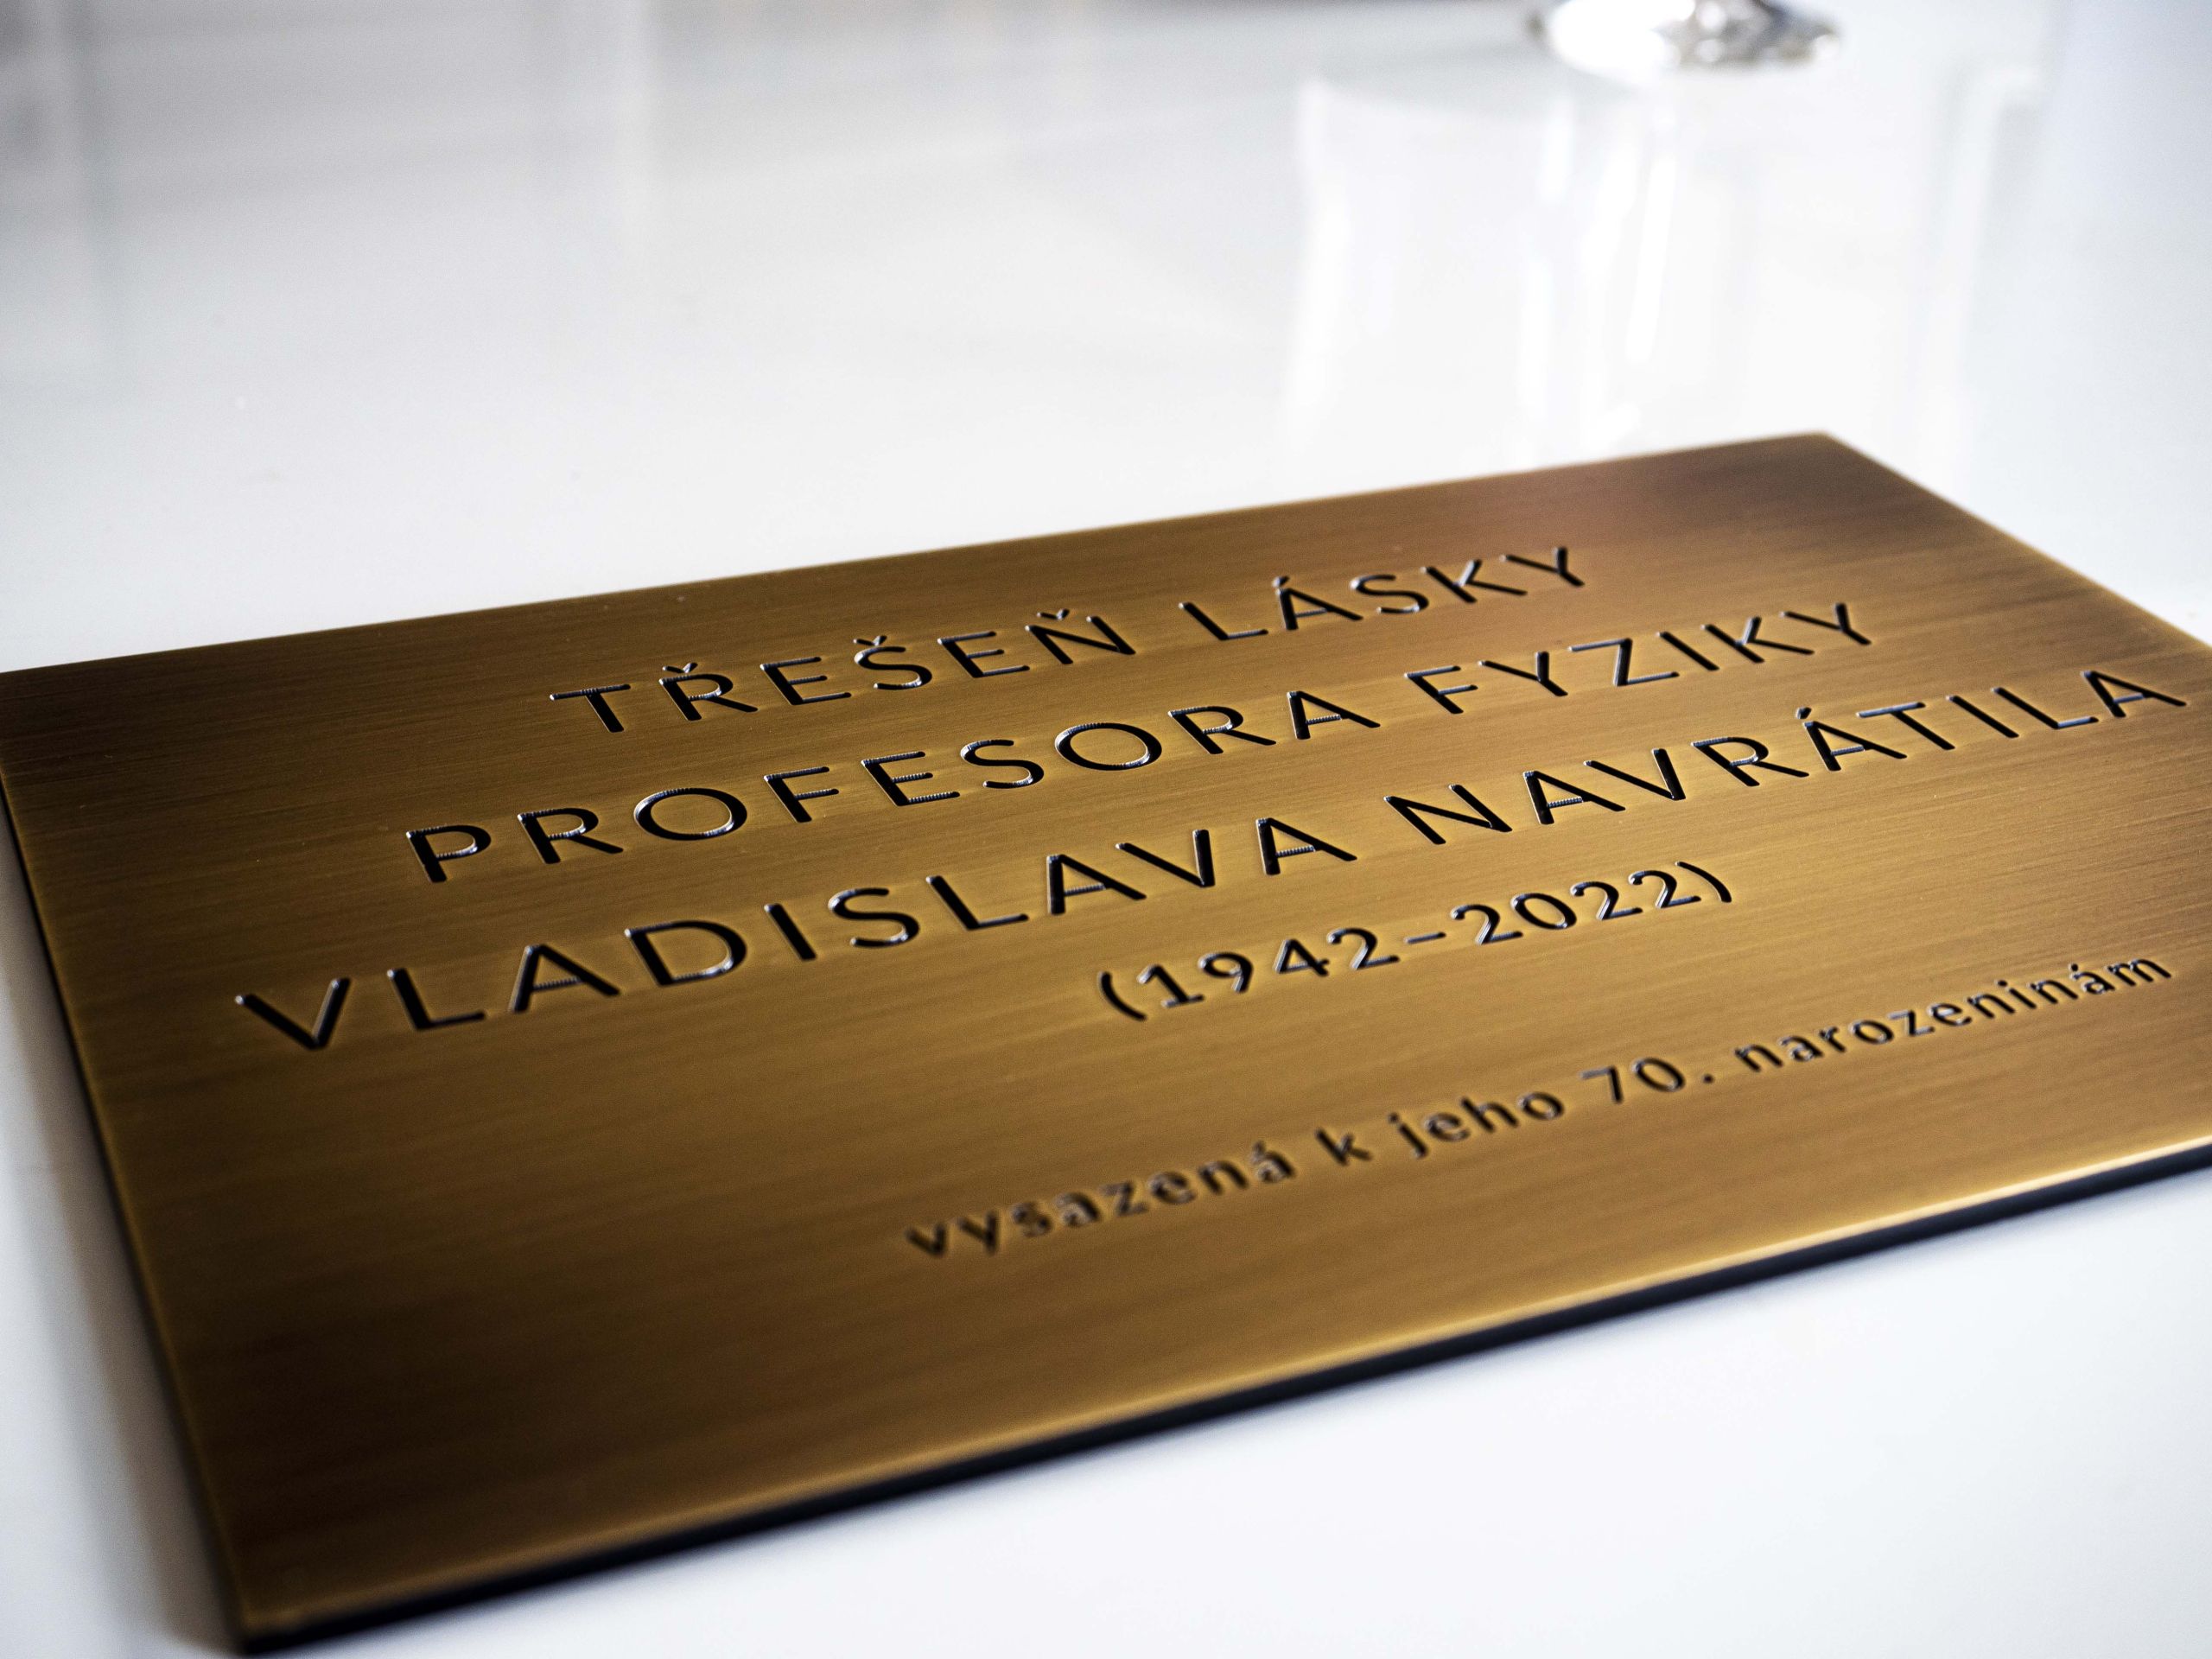 TŘEŠEŇ LÁSKY
PROFESORA FYZIKY
VLADISLAVA NAVRÁTILA
(1942–2022)
vysazená k jeho 70. narozeninám